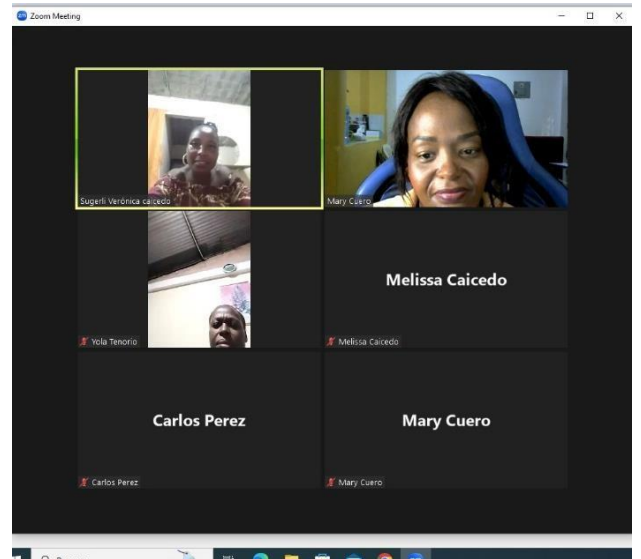 zm Zoom Meeting
Sugerli Verónica caicedo
Mary Cuero
Yola Tenorio
Melissa Caicedo
Melissa Caicedo
Carlos Perez
Carlos Perez
Mary Cuero
Mary Cuero